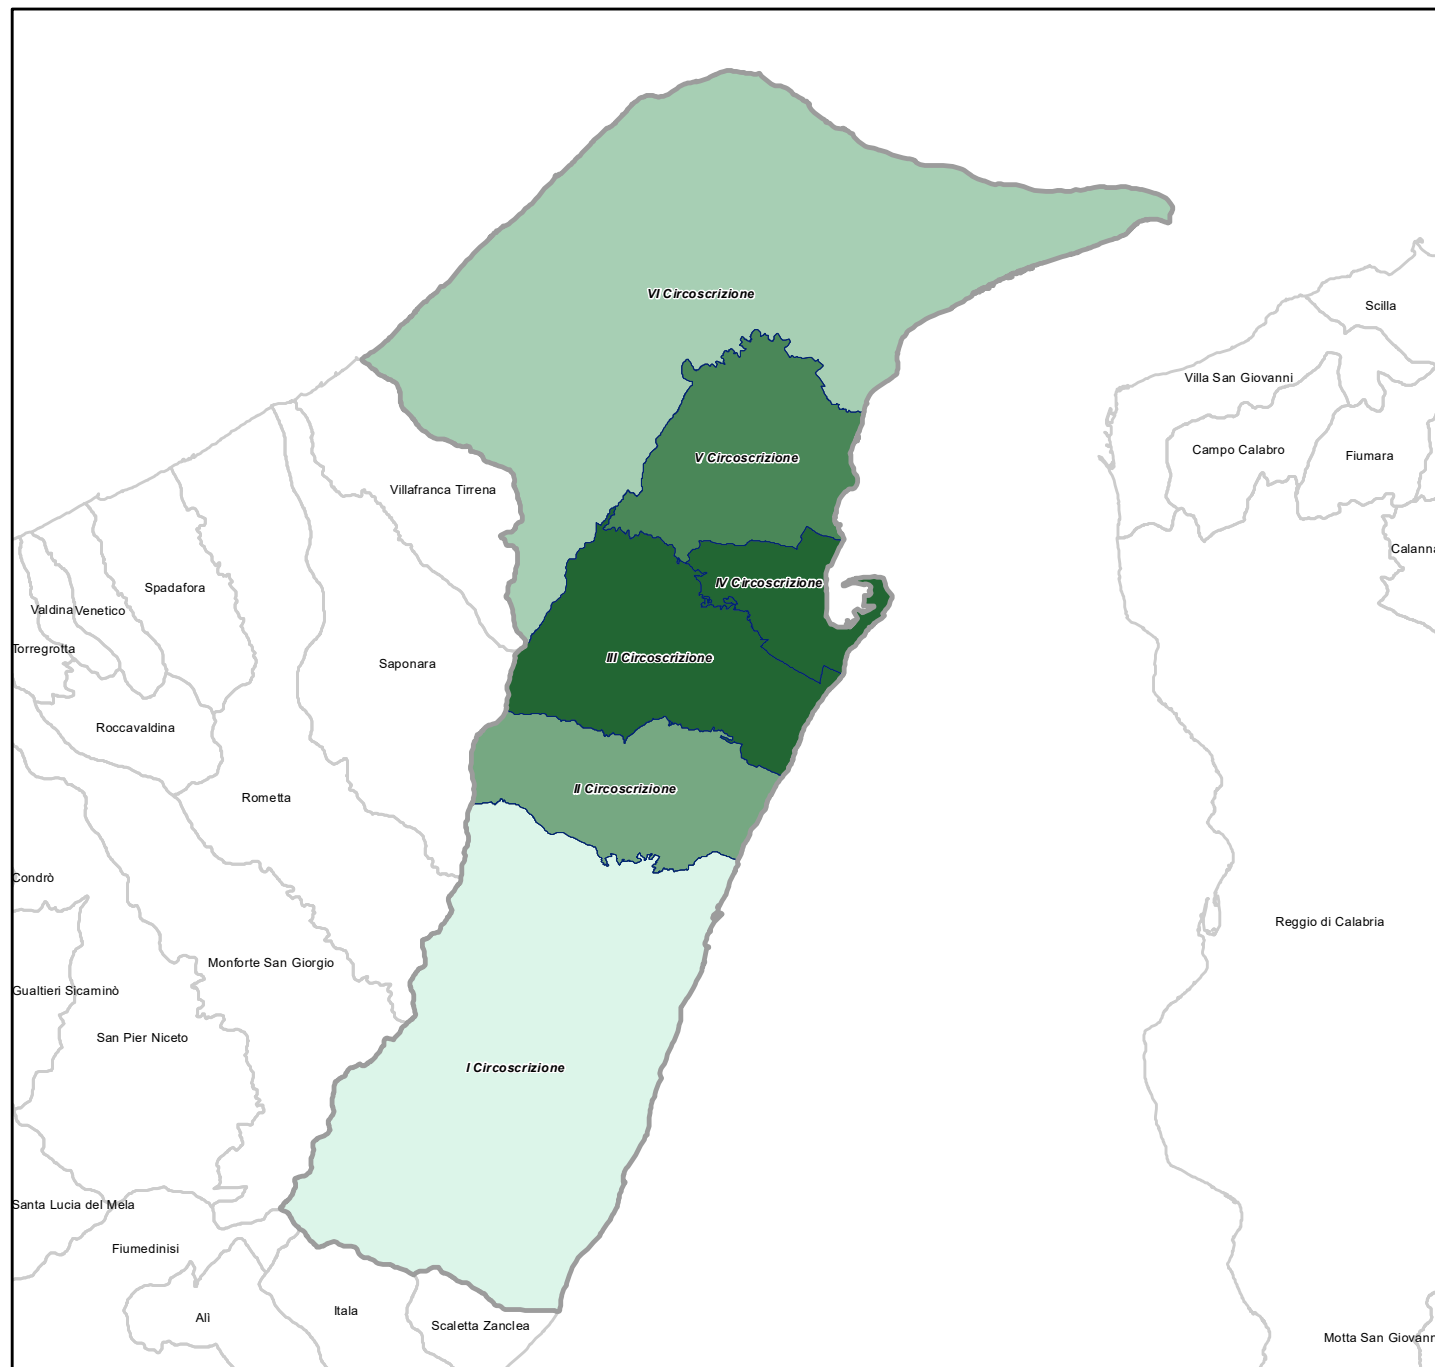 VI Circoscrizione
Scilla
Villa San Giovanni
V Circoscrizione
Campo Calabro
Fiumara
Villafranca Tirrena
Calanna
IV Circoscrizione
Spadafora
Valdina
Venetico
Torregrotta
III Circoscrizione
Saponara
Roccavaldina
II Circoscrizione
Rometta
Condrò
Reggio di Calabria
Monforte San Giorgio
Gualtieri Sicaminò
San Pier Niceto
I Circoscrizione
Santa Lucia del Mela
Fiumedinisi
Itala
Alì
Scaletta Zanclea
Motta San Giovann